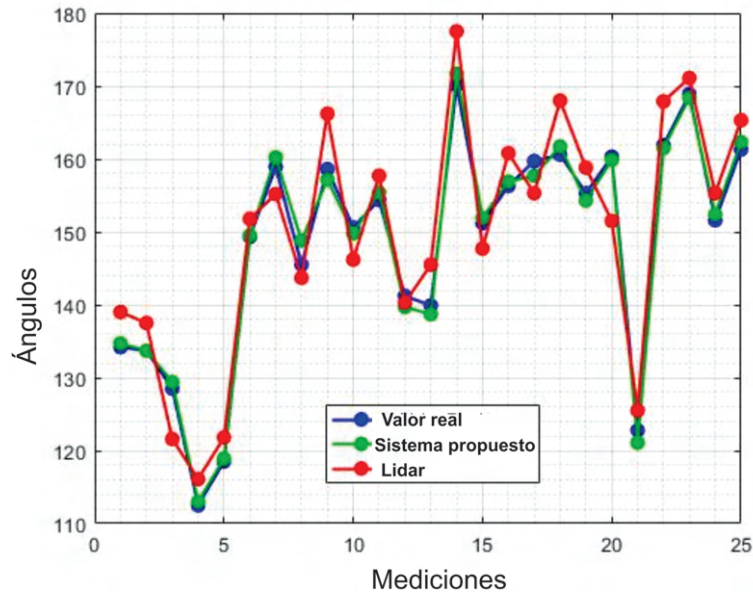 180
170
160
150
140
130
120
110
Ángulos
Valor real
Sistema propuesto
Lidar
0 5 10 15 20 25
Mediciones